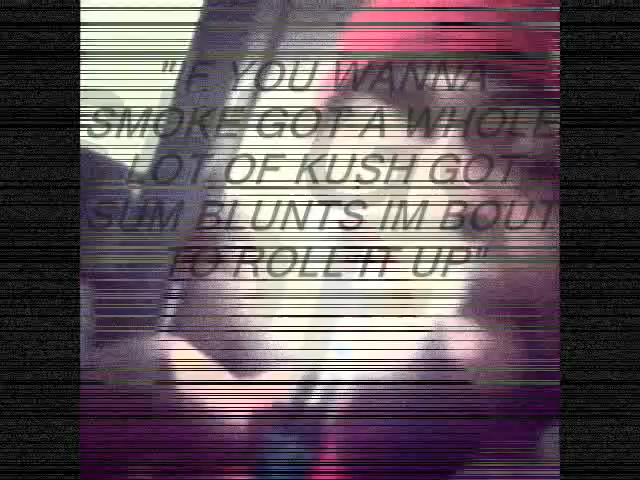 "IF YOU WANNA
SMOKE GOT A WHOLE
LOT OF KUSH GOT
SUM BLUNTS IM BOUT
TO ROLL IT UP"